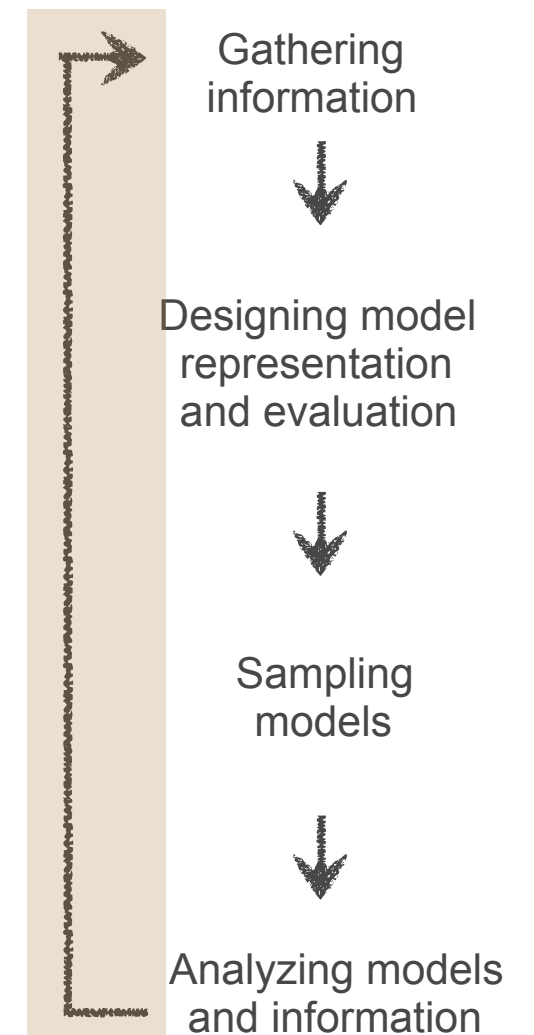 Gathering
information
Designing model
representation
and evaluation
Sampling
models
Analyzing models
and information